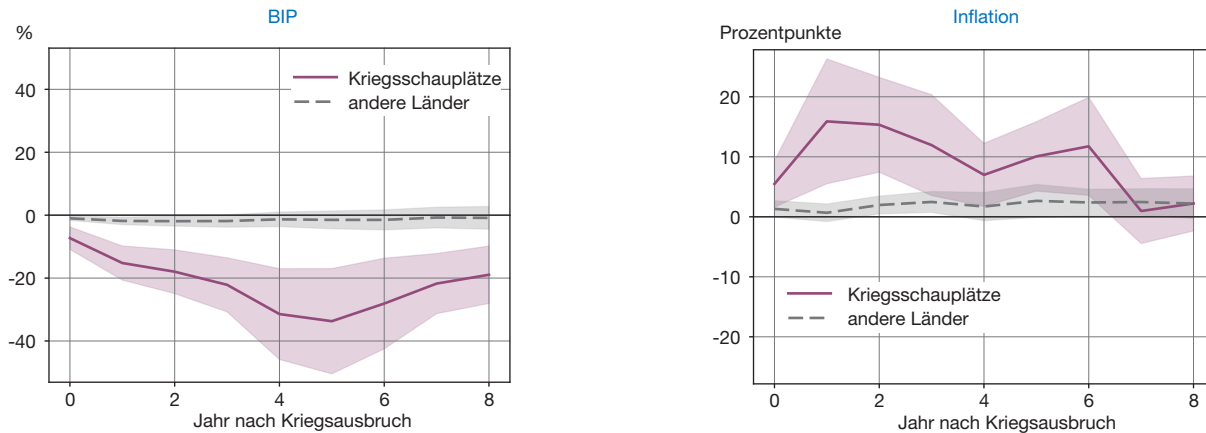 BIP
%
40
20
0
-20
-40
Kriegsschauplätze
andere Länder
0 2 4 6 8
Jahr nach Kriegsausbruch
Inflation
Prozentpunkte
20
10
0
-10
-20
Kriegsschauplätze
andere Länder
0 2 4 6 8
Jahr nach Kriegsausbruch